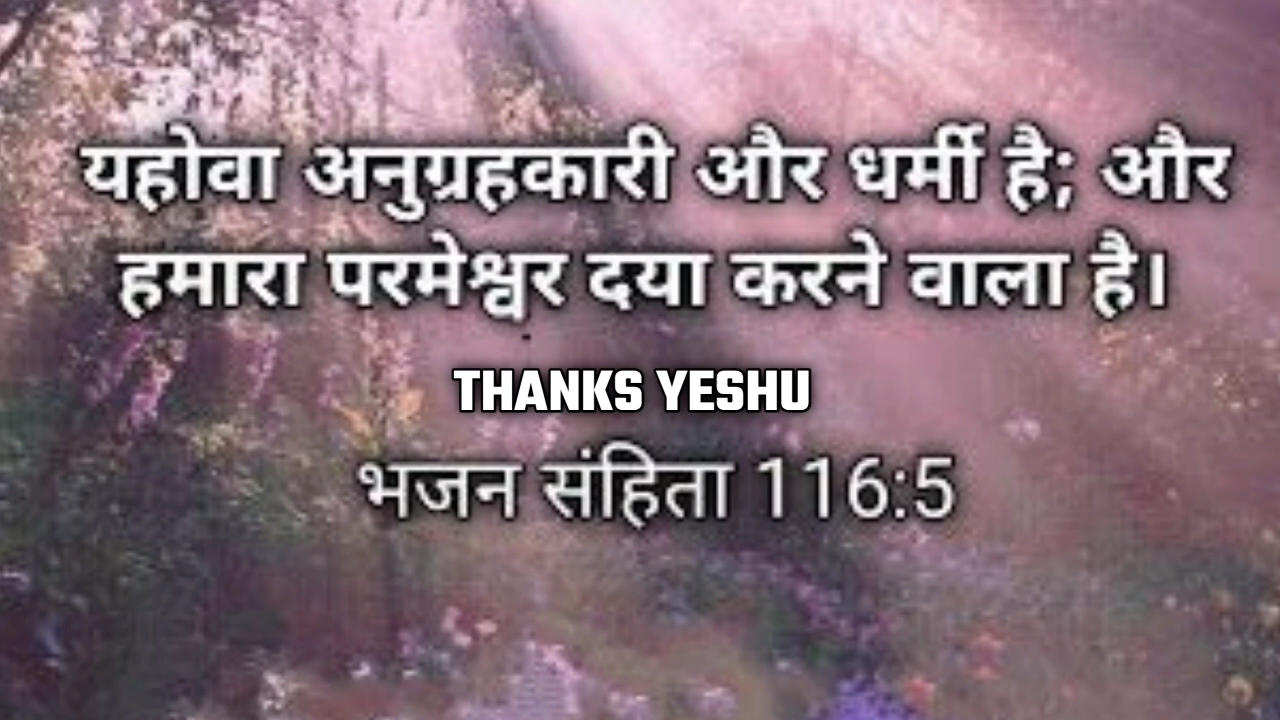 यहोवा अनुग्रहकारी और धर्मी है; और
हमारा परमेश्वर दया करने वाला है।
THANKS YESHU
भजन संहिता 116:5